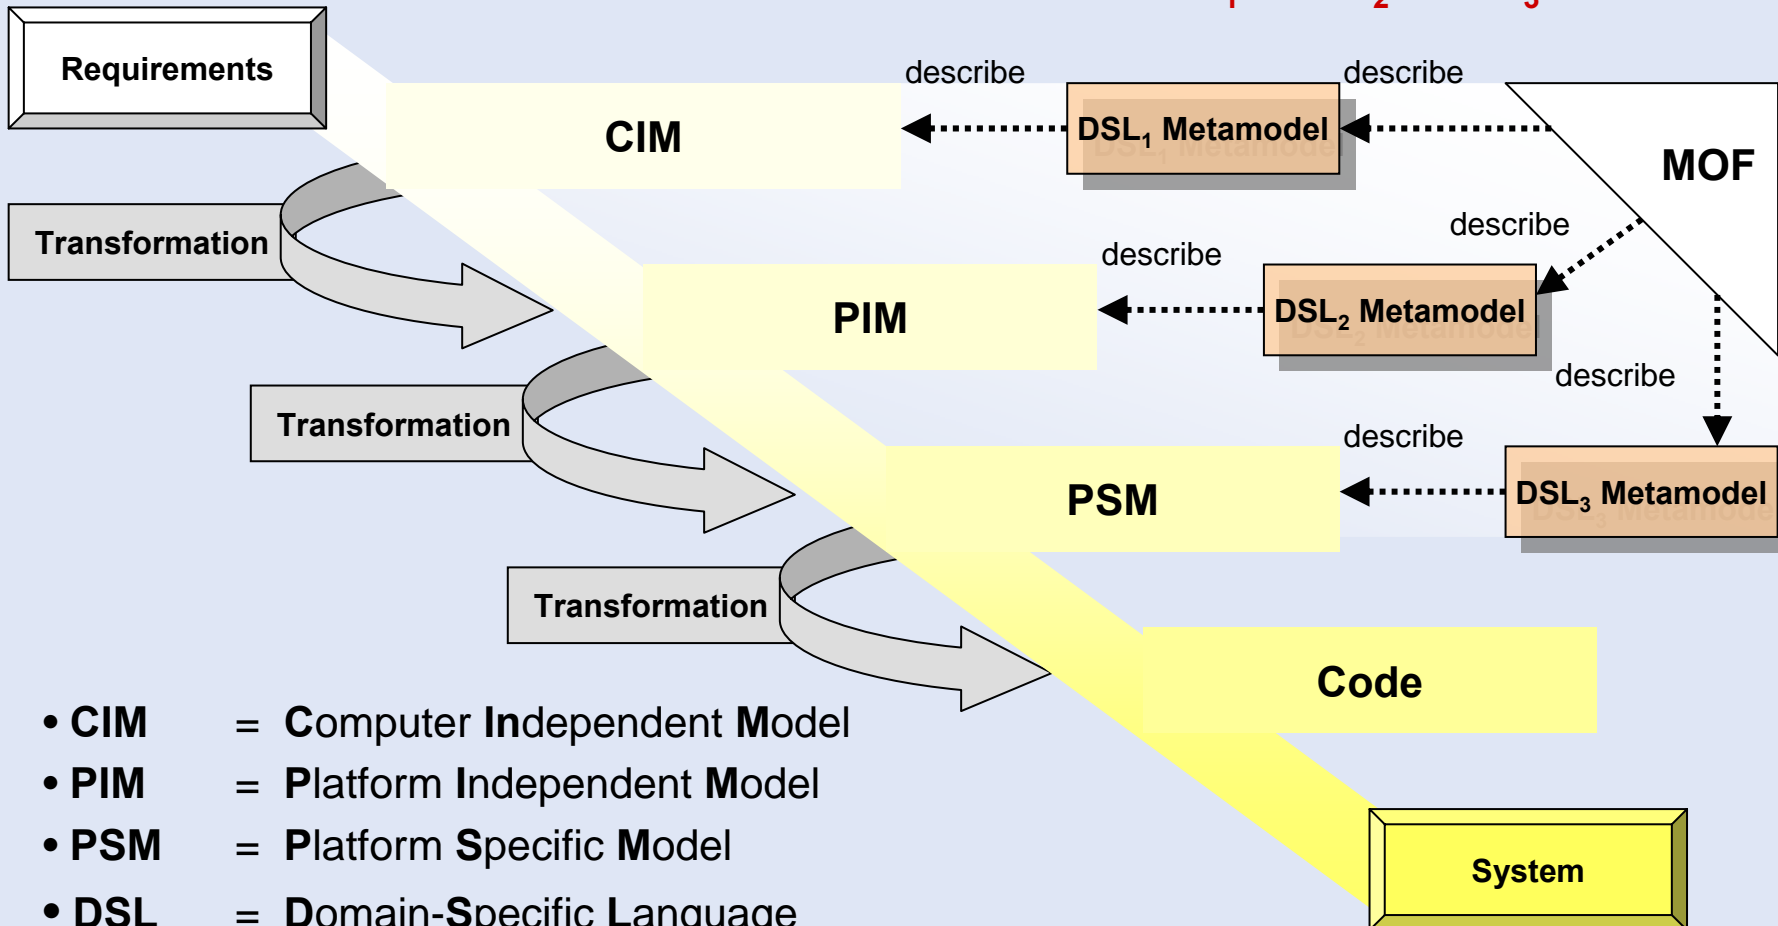 Requirements
describe
describe
CIM
DSL₁ Metamodel
MOF
Transformation
describe
describe
PIM
DSL₂ Metamodel
describe
Transformation
describe
PSM
DSL₃ Metamodel
Transformation
Code
• CIM = Computer Independent Model
• PIM = Platform Independent Model
• PSM = Platform Specific Model
• DSL = Domain-Specific Language
System